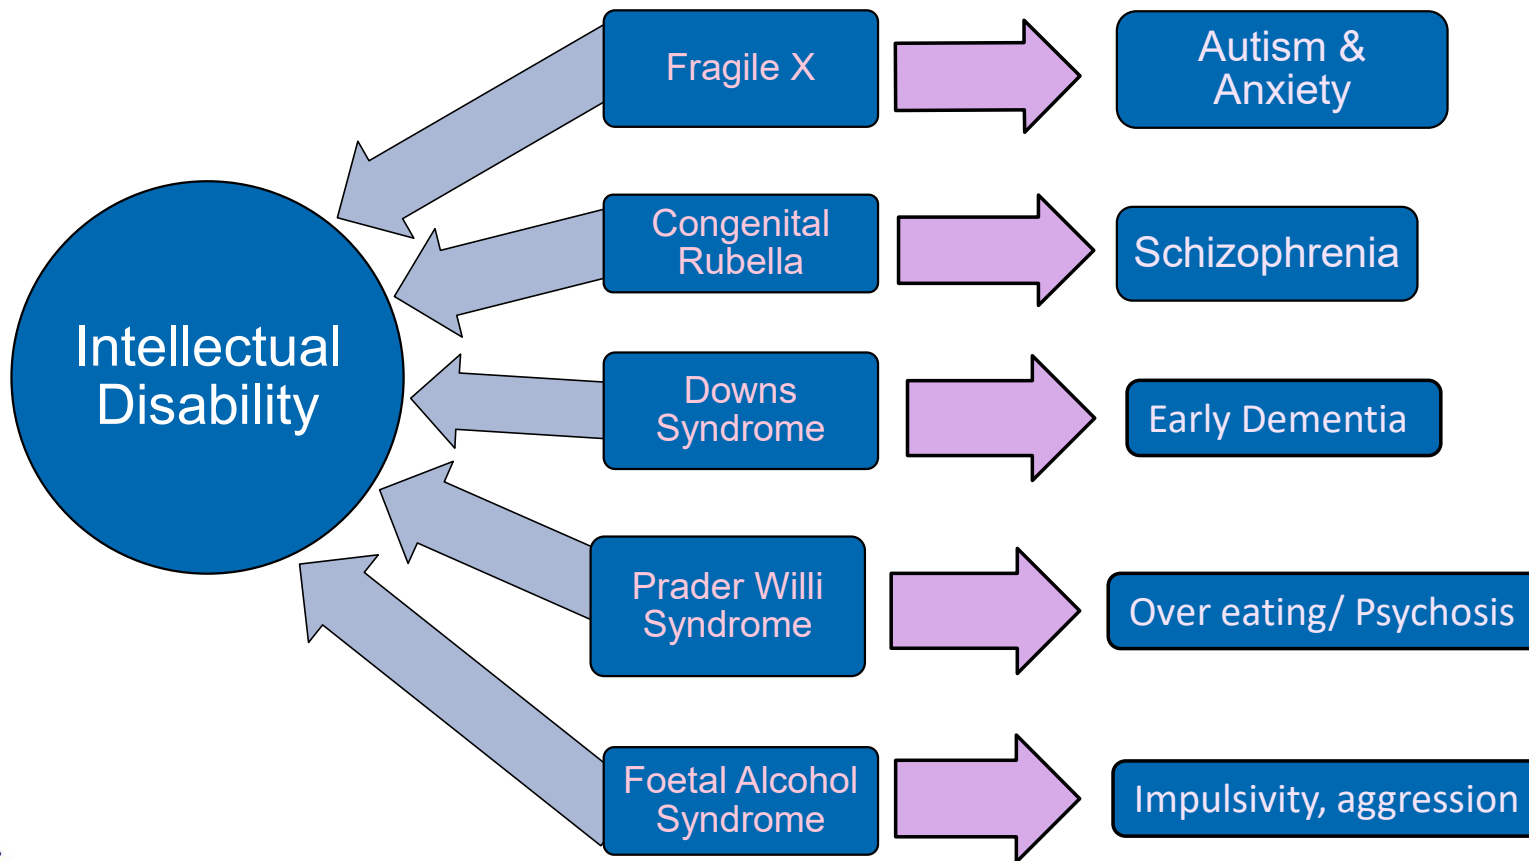 Fragile X
Autism &
Anxiety
Congenital
Rubella
Schizophrenia
Intellectual
Disability
Downs
Syndrome
Early Dementia
Prader Willi
Syndrome
Over eating/ Psychosis
Foetal Alcohol
Syndrome
Impulsivity, aggression